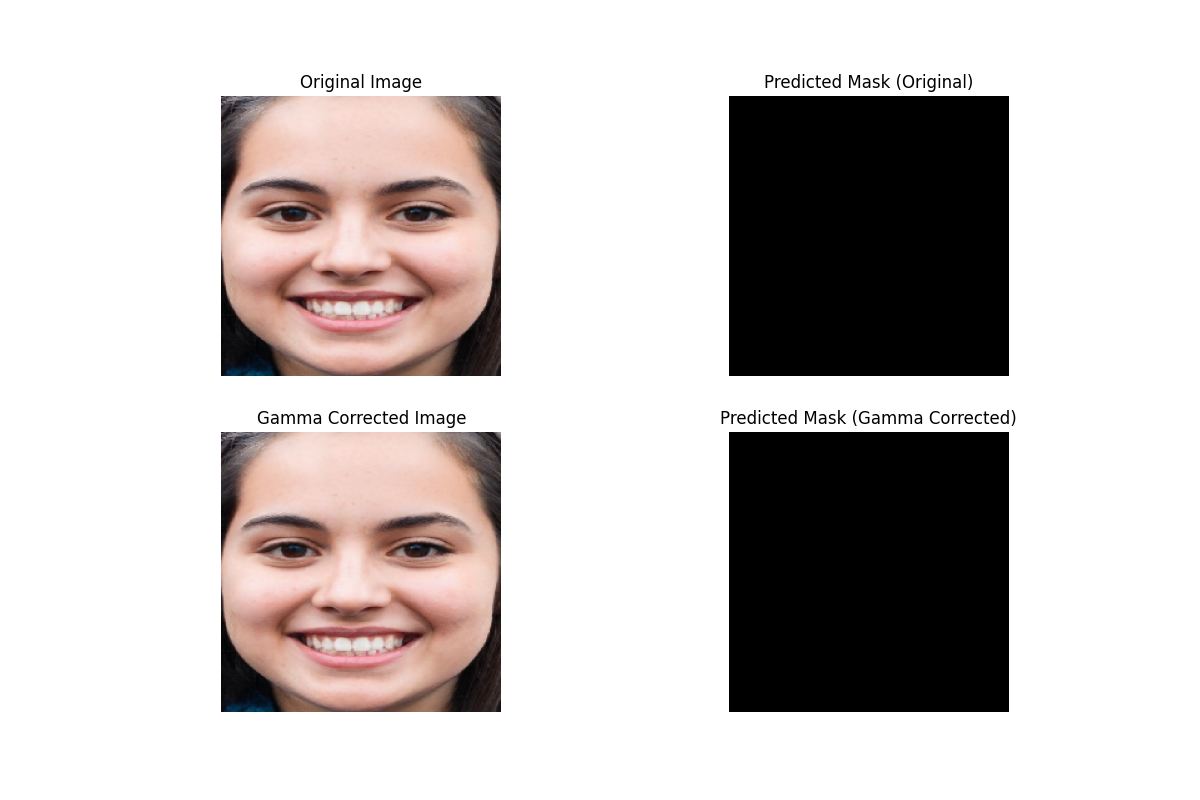 Original Image
Predicted Mask (Original)
Gamma Corrected Image
Predicted Mask (Gamma Corrected)